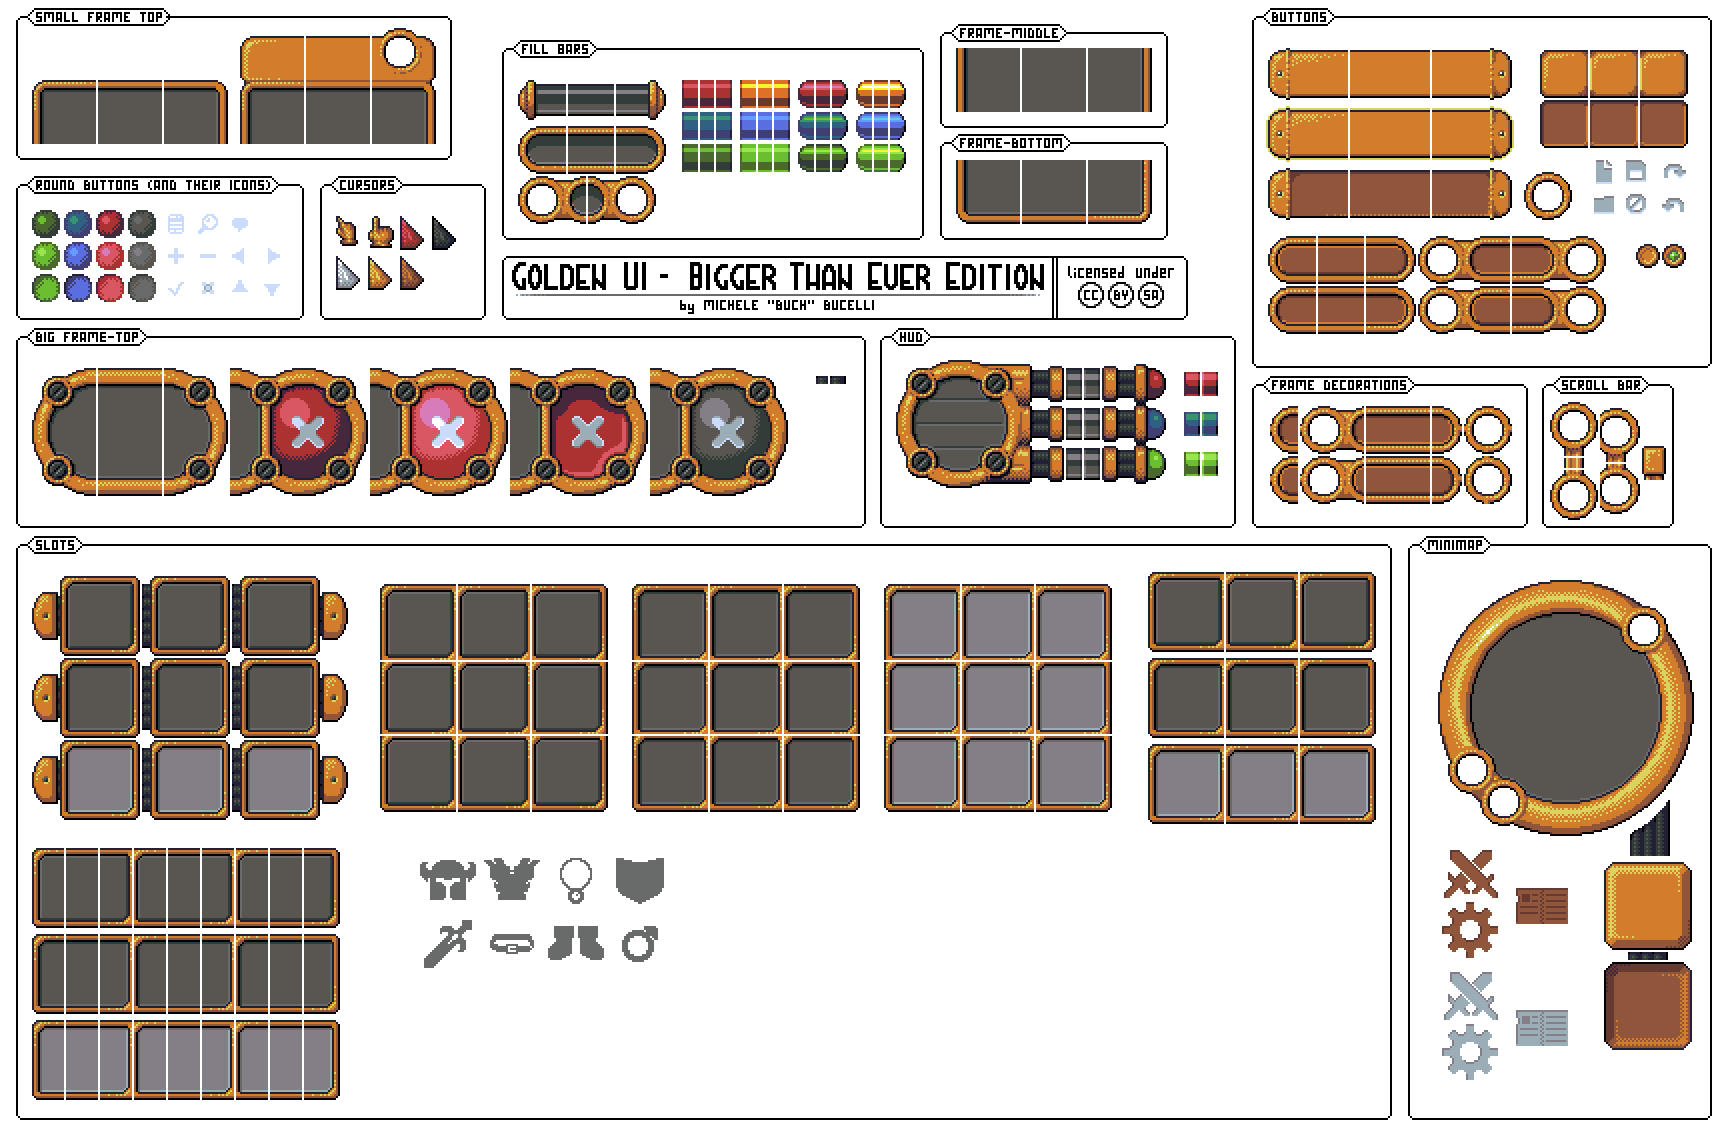 SMALL FRAME TOP
FILL BARS
FRAME-MIDDLE
BUTTONS
FRAME-BOTTOM
ROUND BUTTONS (AND THEIR ICONS)
CURSORS
GOLDEN UI - BIGGER THAN EVER EDITION
by MICHELE "BUCH" BUCELLI
licensed under
CC BY SA
BIG FRAME-TOP
HUD
FRAME DECORATIONS
SCROLL BAR
SLOTS
MINIMAP